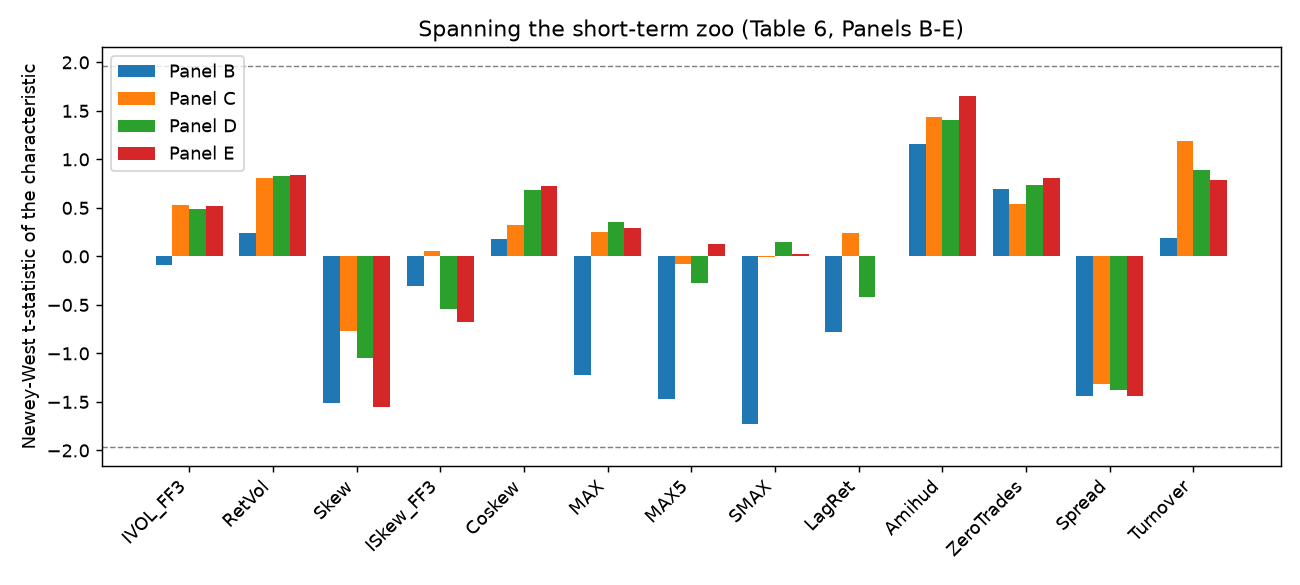 Spanning the short-term zoo (Table 6, Panels B-E)
Newey-West t-statistic of the characteristic
2.0
1.5
1.0
0.5
0.0
−0.5
−1.0
−1.5
−2.0
Panel B
Panel C
Panel D
Panel E
IVOL_FF3
RetVol
Skew
ISkew_FF3
Coskew
MAX
MAX5
SMAX
LagRet
Amihud
ZeroTrades
Spread
Turnover